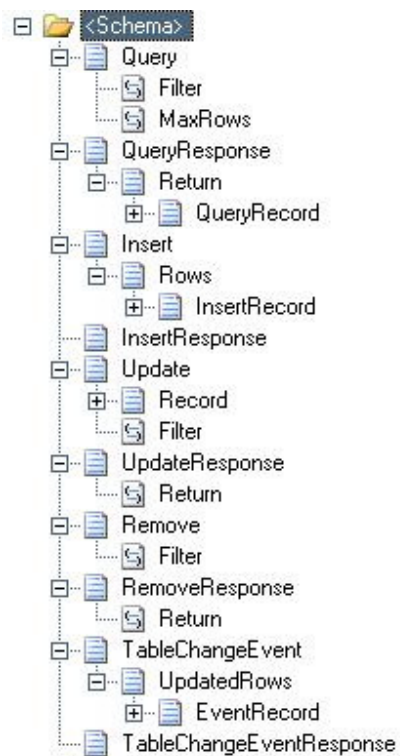 <Schema>
Query
Filter
MaxRows
QueryResponse
Return
QueryRecord
Insert
Rows
InsertRecord
InsertResponse
Update
Record
Filter
UpdateResponse
Return
Remove
Filter
RemoveResponse
Return
TableChangeEvent
UpdatedRows
EventRecord
TableChangeEventResponse